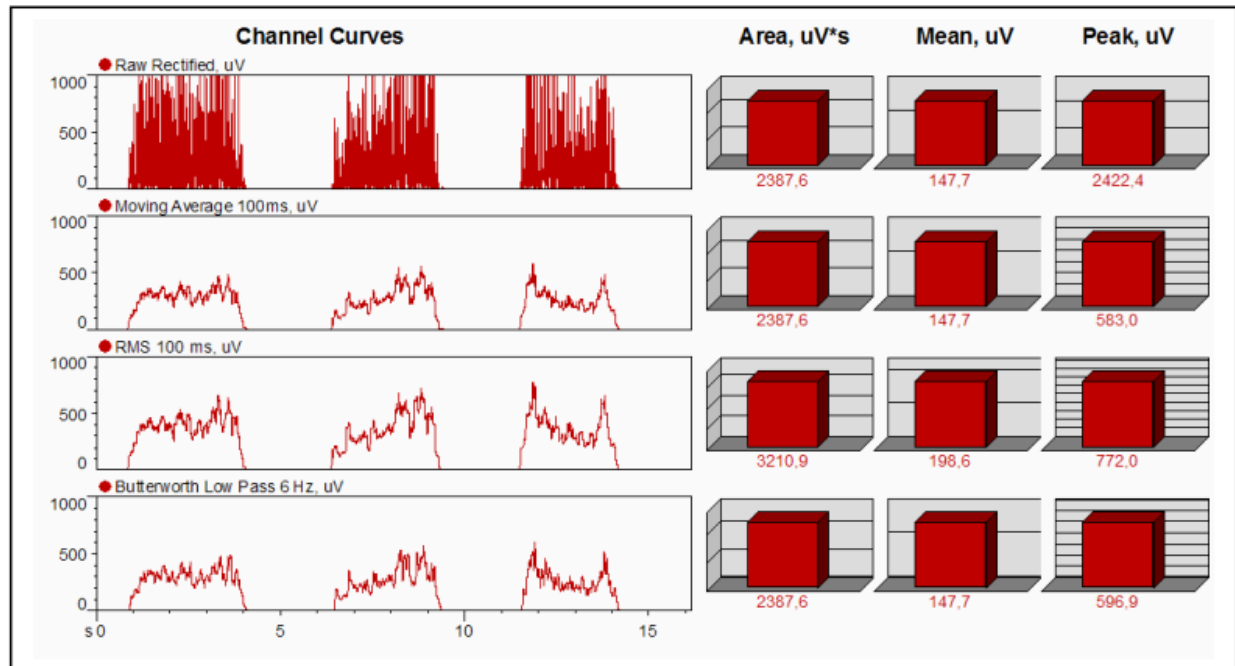 Channel Curves Area, uV*s Mean, uV Peak, uV
Raw Rectified, uV
1000
500
0
2387,6 147,7 2422,4
Moving Average 100ms, uV
1000
500
0
2387,6 147,7 583,0
RMS 100 ms, uV
1000
500
0
3210,9 198,6 772,0
Butterworth Low Pass 6 Hz, uV
1000
500
0
2387,6 147,7 596,9
s 0 5 10 15